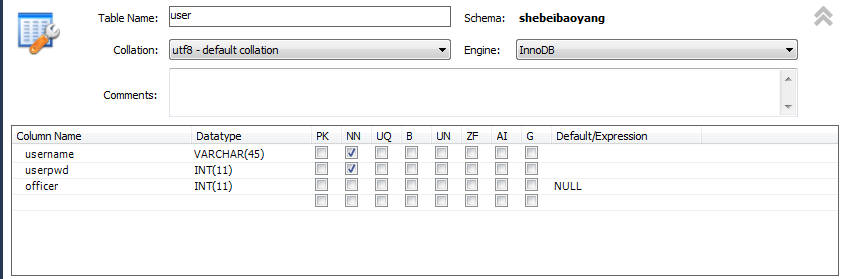 Table Name: user Schema: shebeibaoyang
Collation: utf8 - default collation Engine: InnoDB
Comments:
Column Name Datatype PK NN UQ B UN ZF AI G Default/Expression
username VARCHAR(45)
userpwd INT(11)
officer INT(11) NULL